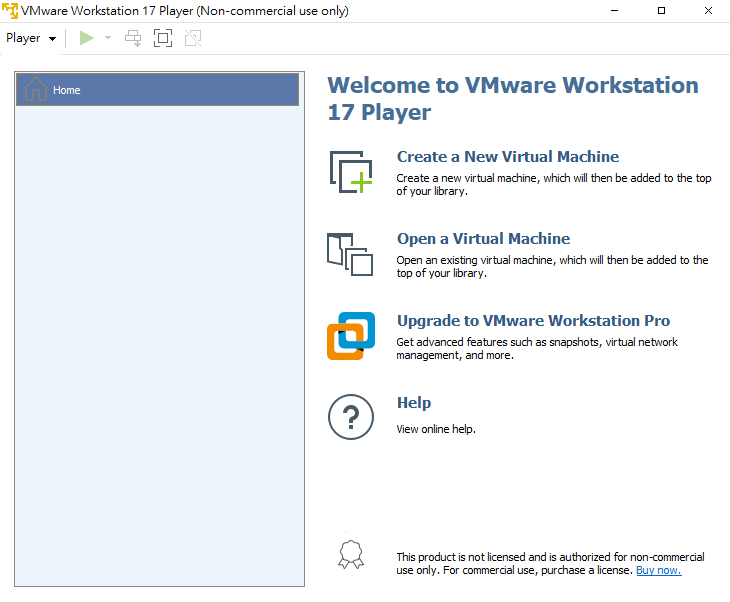 VMware Workstation 17 Player (Non-commercial use only)
Player
Home
Welcome to VMware Workstation
17 Player
Create a New Virtual Machine
Create a new virtual machine, which will then be added to the top
of your library.
Open a Virtual Machine
Open an existing virtual machine, which will then be added to the
top of your library.
Upgrade to VMware Workstation Pro
Get advanced features such as snapshots, virtual network
management, and more.
Help
View online help.
This product is not licensed and is authorized for non-commercial
use only. For commercial use, purchase a license. Buy now.